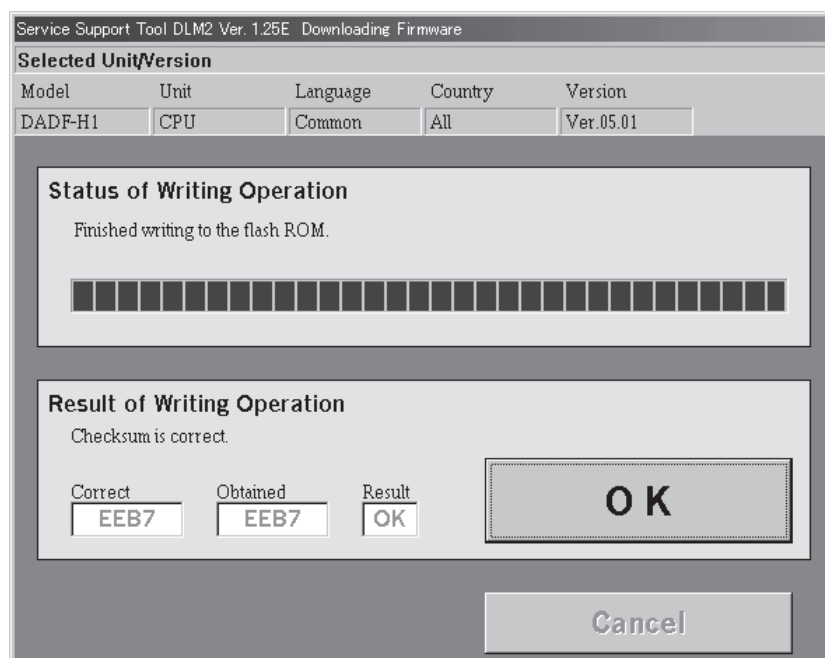 Service Support Tool DLM2 Ver. 1.25E Downloading Firmware
Selected Unit/Version
Model Unit Language Country Version
DADF-H1 CPU Common All Ver.05.01
Status of Writing Operation
Finished writing to the flash ROM.
Result of Writing Operation
Checksum is correct.
Correct Obtained Result
EEB7 EEB7 OK
OK
Cancel